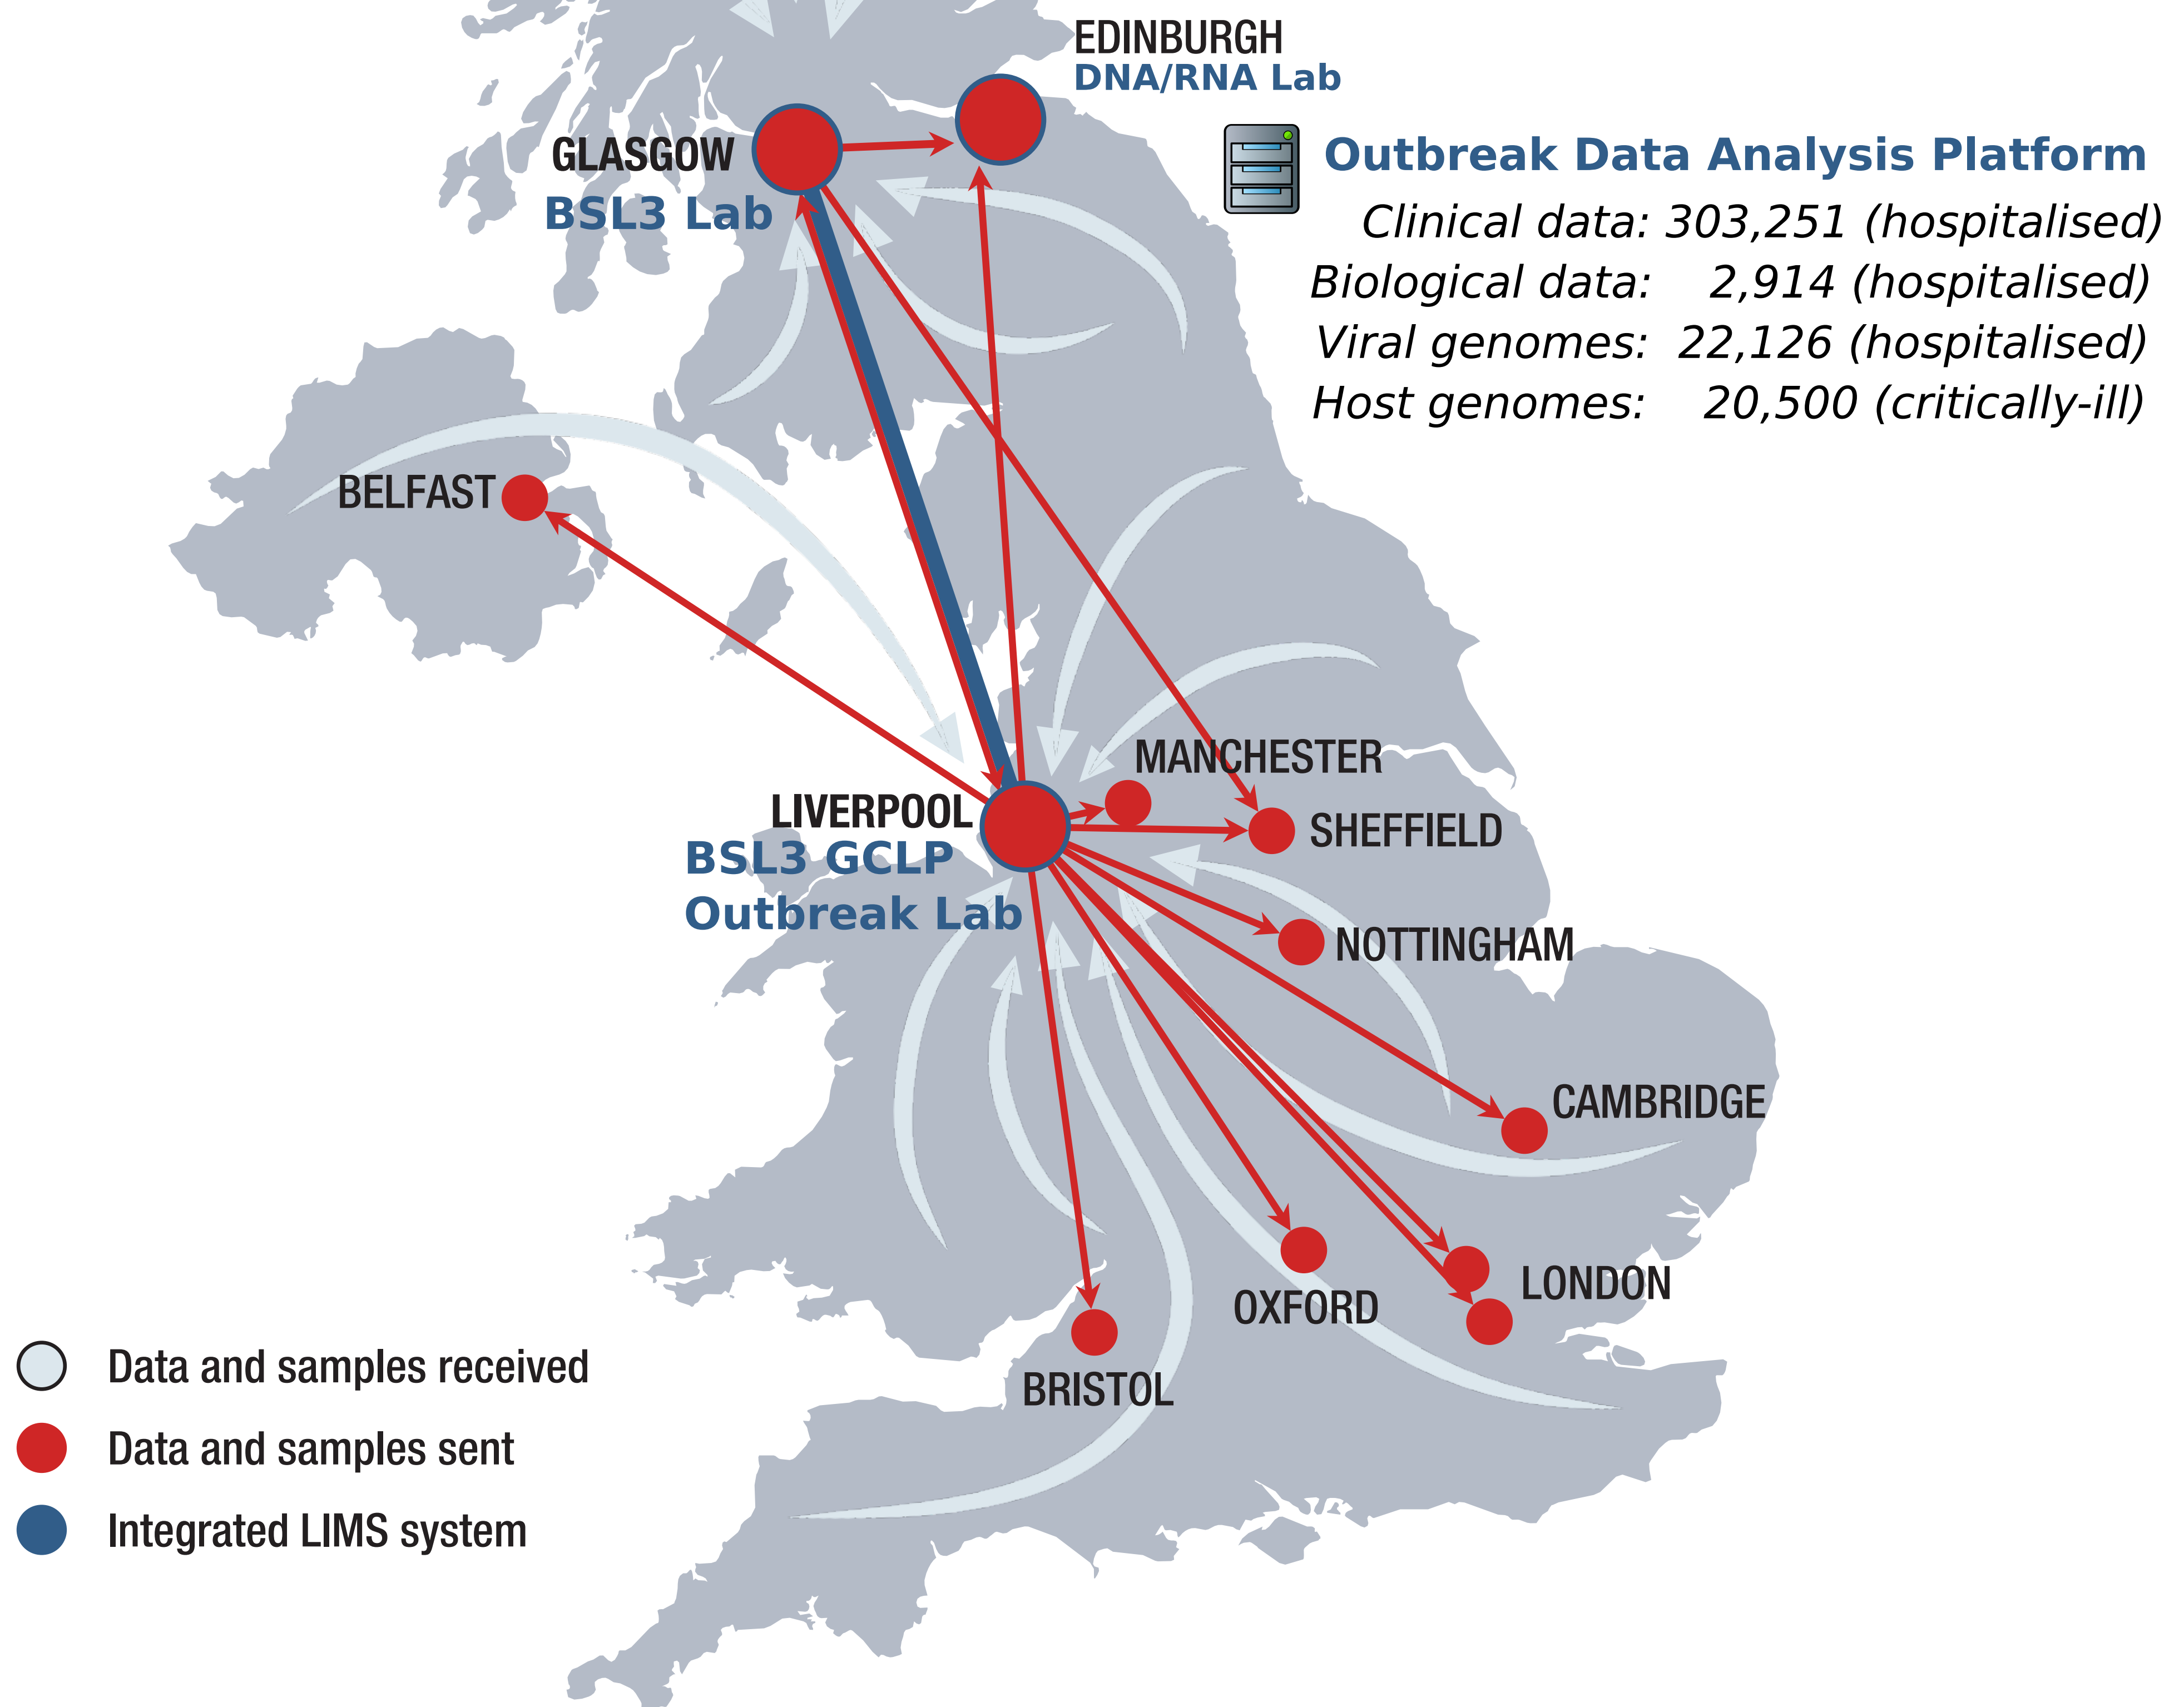 EDINBURGH
DNA/RNA Lab
GLASGOW
BSL3 Lab
Outbreak Data Analysis Platform
Clinical data: 303,251 (hospitalised)
Biological data: 2,914 (hospitalised)
Viral genomes: 22,126 (hospitalised)
Host genomes: 20,500 (critically-ill)
BELFAST
MANCHESTER
LIVERPOOL
BSL3 GCLP
Outbreak Lab
SHEFFIELD
NOTTINGHAM
CAMBRIDGE
LONDON
OXFORD
BRISTOL
Data and samples received
Data and samples sent
Integrated LIMS system